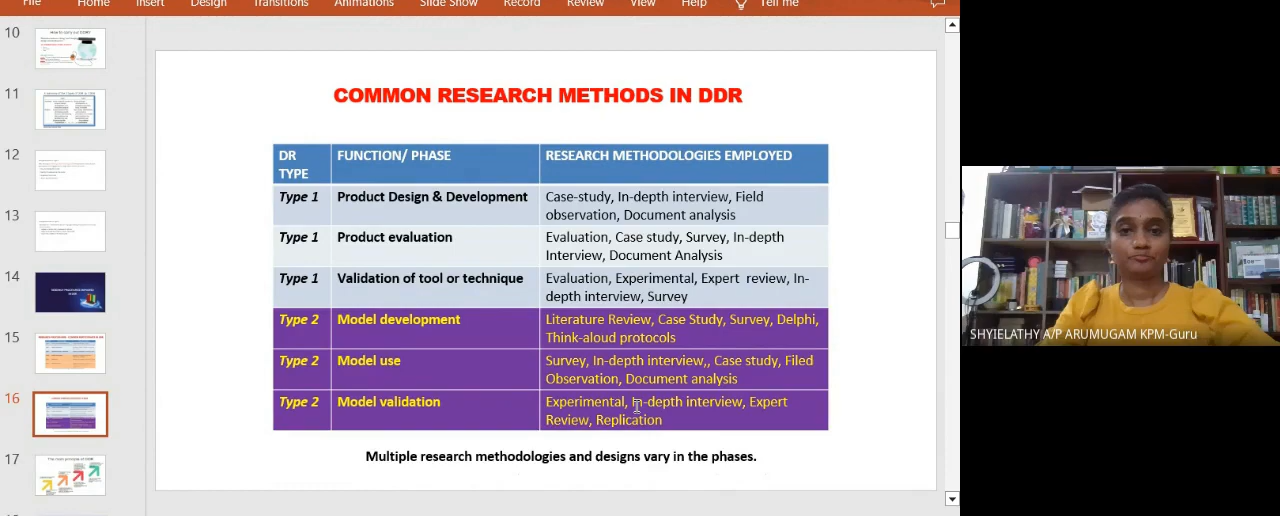 File Home Insert Design Transitions Animations Slide Show Record Review View Help Tell me
10
11
12
13
14
15
16
17
COMMON RESEARCH METHODS IN DDR
DR TYPE FUNCTION/ PHASE RESEARCH METHODOLOGIES EMPLOYED
Type 1 Product Design & Development Case-study, In-depth interview, Field
observation, Document analysis
Type 1 Product evaluation Evaluation, Case study, Survey, In-depth
Interview, Document Analysis
Type 1 Validation of tool or technique Evaluation, Experimental, Expert review, In-
depth interview, Survey
Type 2 Model development Literature Review, Case Study, Survey, Delphi,
Think-aloud protocols
Type 2 Model use Survey, In-depth interview,, Case study, Filed
Observation, Document analysis
Type 2 Model validation Experimental, In-depth interview, Expert
Review, Replication
Multiple research methodologies and designs vary in the phases.
SHYIELATHY A/P ARUMUGAM KPM-Guru